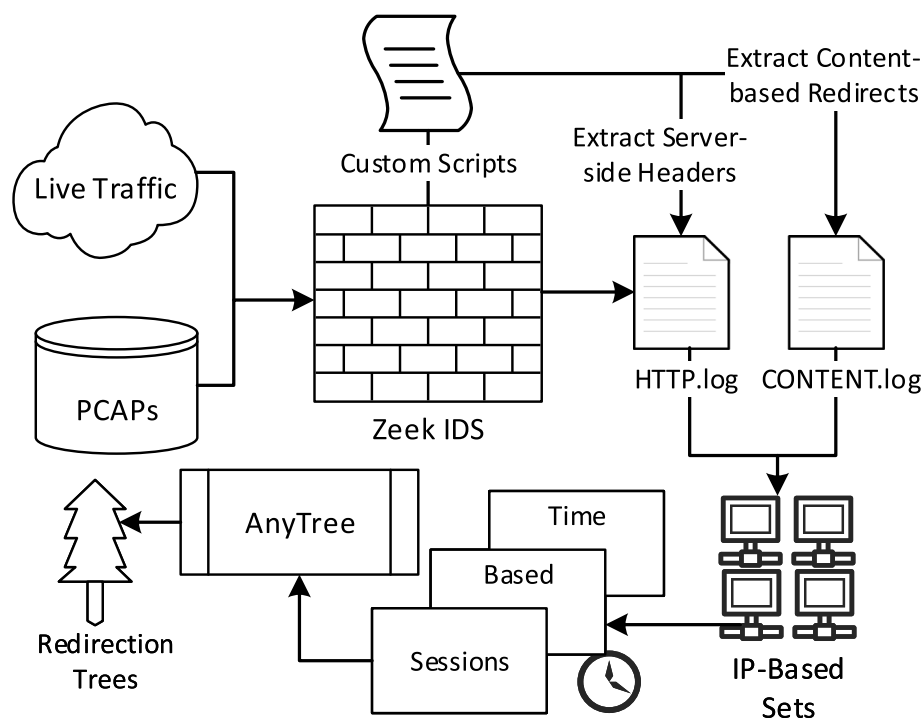 Extract Content-
based Redirects
Extract Server-
side Headers
Custom Scripts
Live Traffic
PCAPs
Zeek IDS
HTTP.log
CONTENT.log
IP-Based
Sets
Time
Based
Sessions
AnyTree
Redirection
Trees